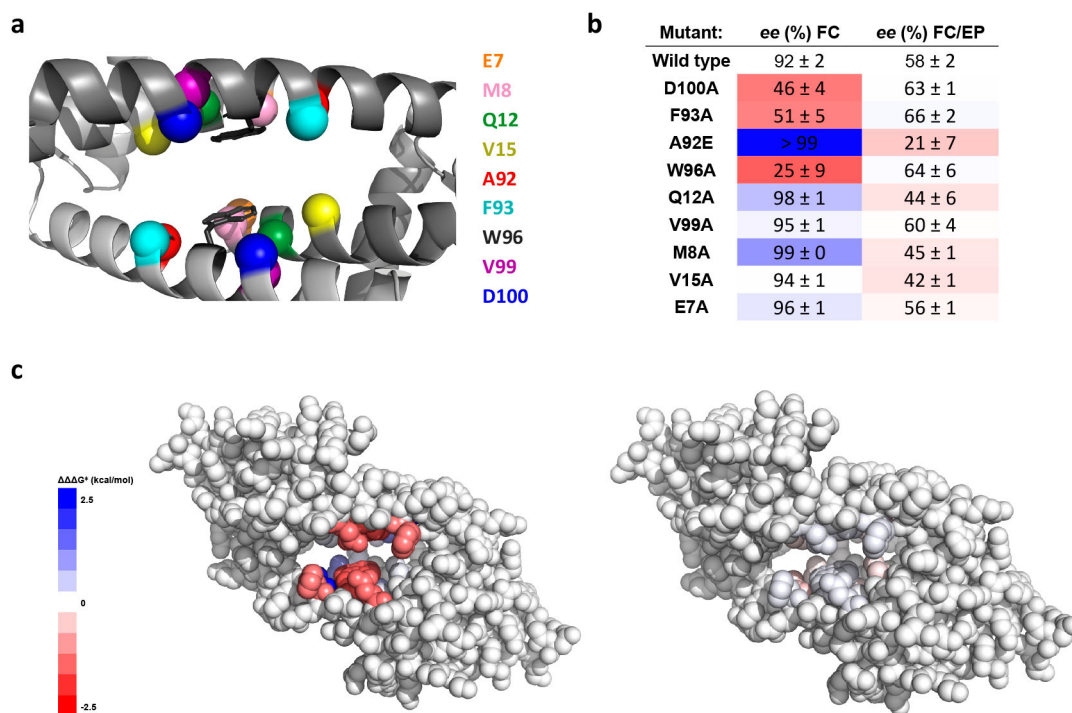 a
E7
M8
Q12
V15
A92
F93
W96
V99
D100
b
Mutant: ee (%) FC ee (%) FC/EP
Wild type 92 ± 2 58 ± 2
D100A 46 ± 4 63 ± 1
F93A 51 ± 5 66 ± 2
A92E > 99 21 ± 7
W96A 25 ± 9 64 ± 6
Q12A 98 ± 1 44 ± 6
V99A 95 ± 1 60 ± 4
M8A 99 ± 0 45 ± 1
V15A 94 ± 1 42 ± 1
E7A 96 ± 1 56 ± 1
c
ΔΔΔG‡ (kcal/mol)
2.5
0
-2.5